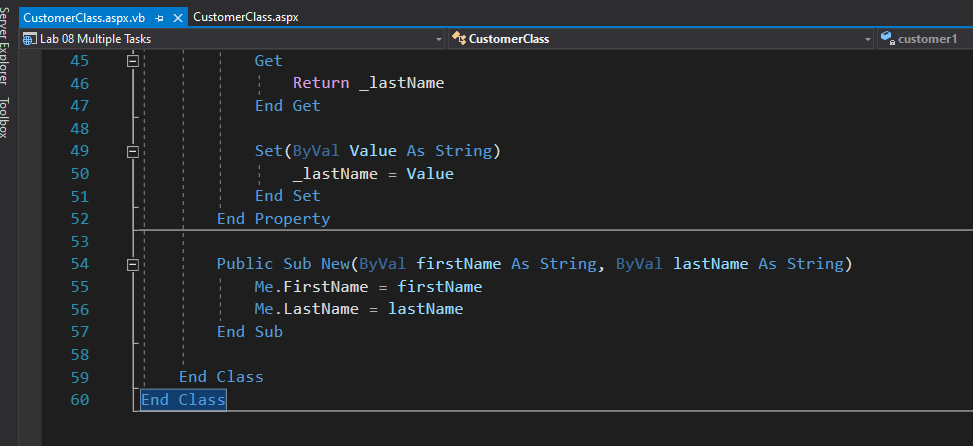 CustomerClass.aspx.vb CustomerClass.aspx
Server Explorer
Toolbox
Lab 08 Multiple Tasks CustomerClass customer1
45 Get
46 Return _lastName
47 End Get
48
49 Set(ByVal Value As String)
50 _lastName = Value
51 End Set
52 End Property
53
54 Public Sub New(ByVal firstName As String, ByVal lastName As String)
55 Me.FirstName = firstName
56 Me.LastName = lastName
57 End Sub
58
59 End Class
60 End Class